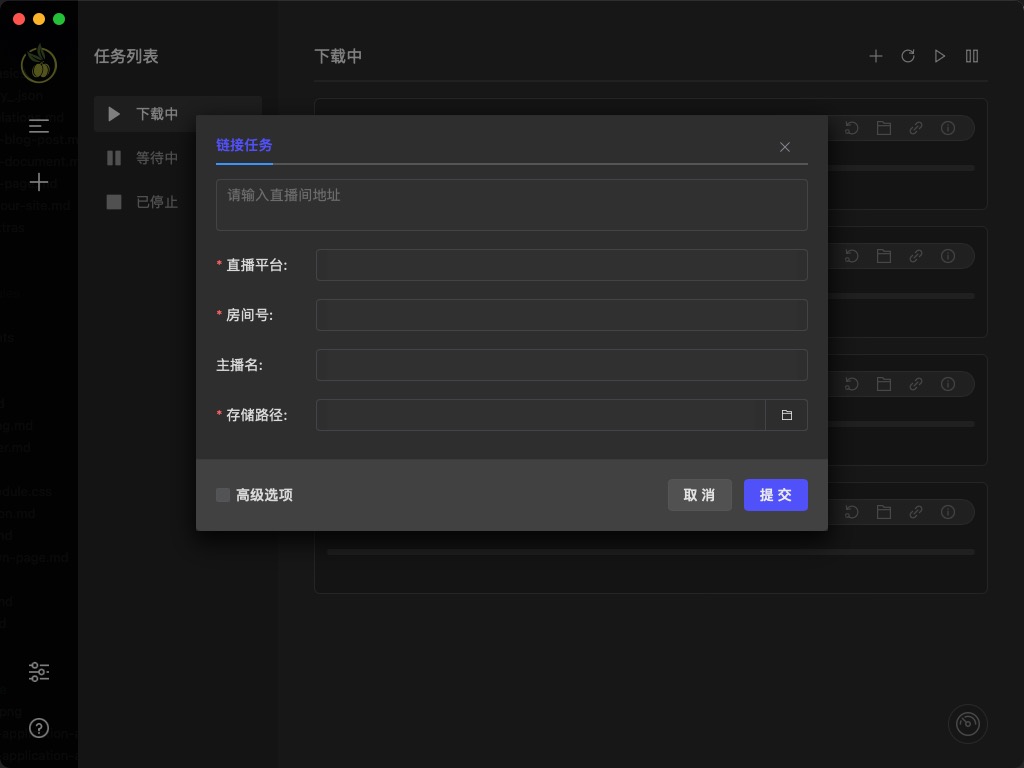 任务列表
下载中
下载中
等待中
已停止
链接任务
请输入直播间地址
* 直播平台:
* 房间号:
主播名:
* 存储路径:
高级选项
取 消
提 交